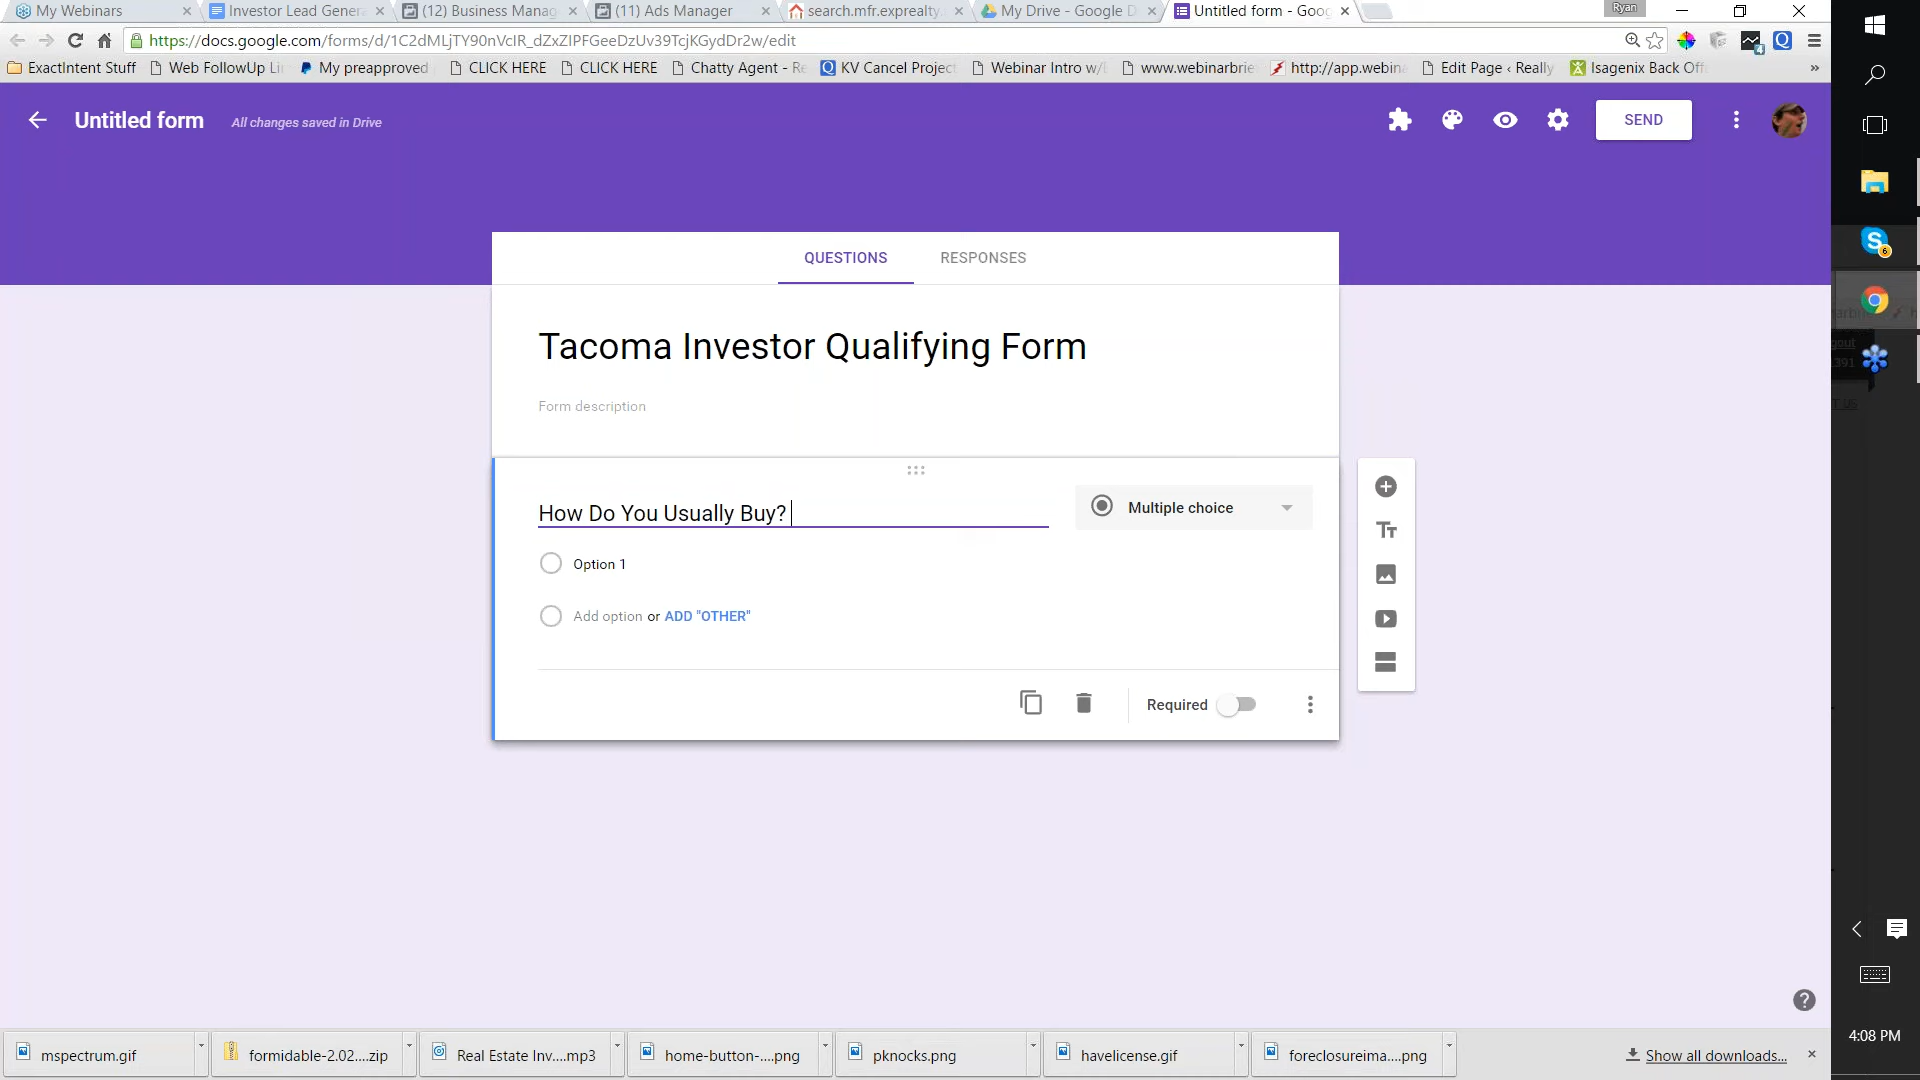 My Webinars
Investor Lead Genera
(12) Business Manag
(11) Ads Manager
search.mfr.exprealty.
My Drive - Google D
Untitled form - Goog
Ryan
https://docs.google.com/forms/d/1C2dMLjTY90nVcIR_dZxZIPFGeeDzUv39TcjKGydDr2w/edit
ExactIntent Stuff
Web FollowUp Li
My preapproved
CLICK HERE
CLICK HERE
Chatty Agent - Re
KV Cancel Project
Webinar Intro w/
www.webinarbrie
http://app.webina
Edit Page ‹ Really
Isagenix Back Off
»
Untitled form
All changes saved in Drive
SEND
QUESTIONS
RESPONSES
Tacoma Investor Qualifying Form
Form description
How Do You Usually Buy?
Multiple choice
Option 1
Add option or ADD "OTHER"
Required
4:08 PM
mspectrum.gif
formidable-2.02....zip
Real Estate Inv....mp3
home-button-....png
pknocks.png
havelicense.gif
foreclosureima....png
Show all downloads...